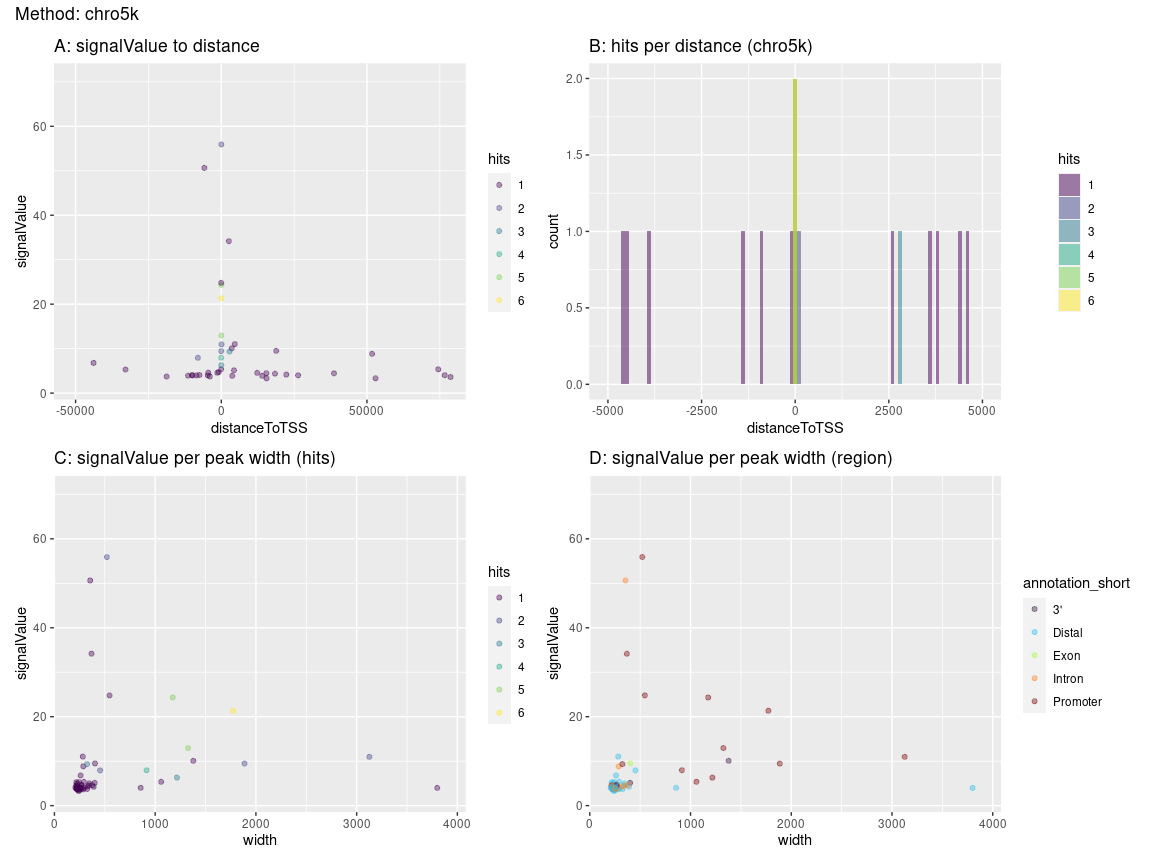 Method: chro5k
A: signalValue to distance
60
40
20
0
signalValue
-50000
0
50000
distanceToTSS
hits
1
2
3
4
5
6
B: hits per distance (chro5k)
2.0
1.5
1.0
0.5
0.0
count
-5000
-2500
0
2500
5000
distanceToTSS
hits
1
2
3
4
5
6
C: signalValue per peak width (hits)
60
40
20
0
signalValue
0
1000
2000
3000
4000
width
hits
1
2
3
4
5
6
D: signalValue per peak width (region)
60
40
20
0
signalValue
0
1000
2000
3000
4000
width
annotation_short
3'
Distal
Exon
Intron
Promoter